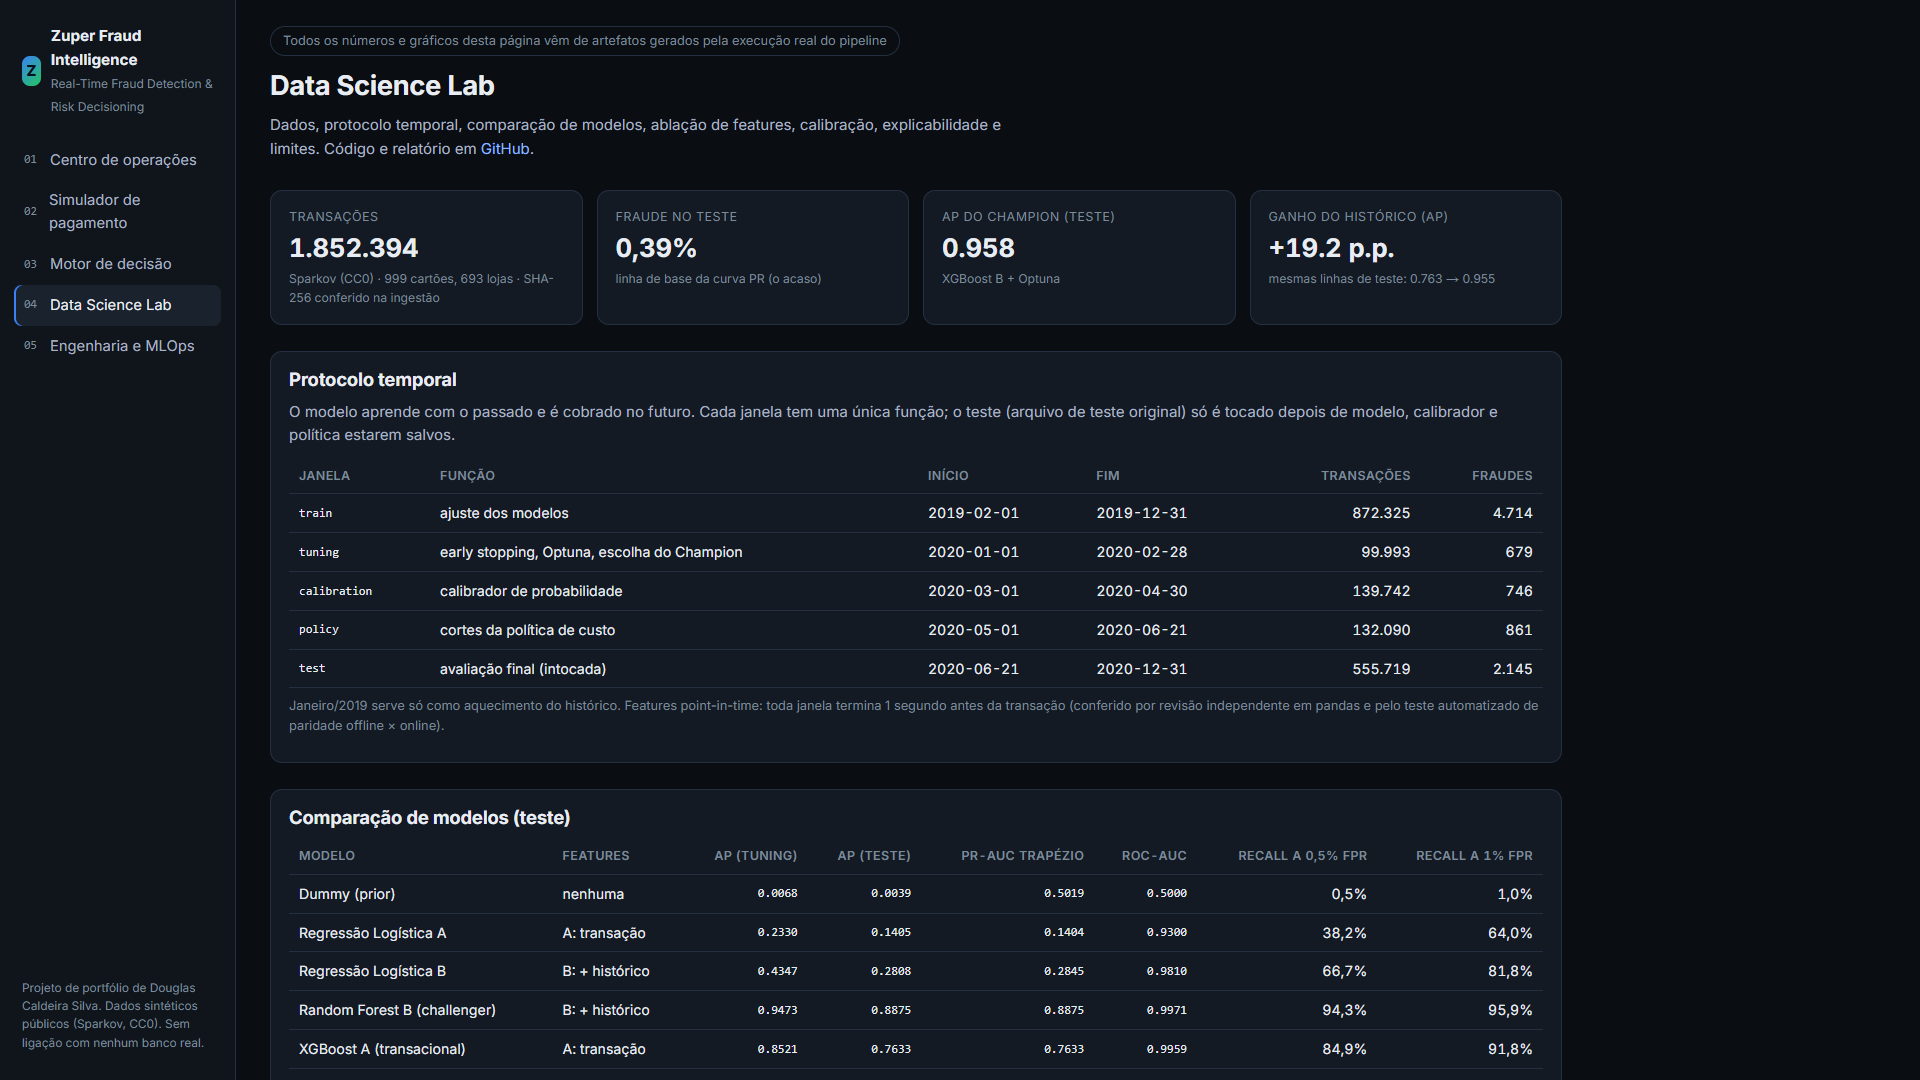 Zuper Fraud
Intelligence
Z
Real-Time Fraud Detection &
Risk Decisioning
01 Centro de operações
02 Simulador de
pagamento
03 Motor de decisão
04 Data Science Lab
05 Engenharia e MLOps
Projeto de portfólio de Douglas
Caldeira Silva. Dados sintéticos
públicos (Sparkov, CC0). Sem
ligação com nenhum banco real.
Todos os números e gráficos desta página vêm de artefatos gerados pela execução real do pipeline
Data Science Lab
Dados, protocolo temporal, comparação de modelos, ablação de features, calibração, explicabilidade e
limites. Código e relatório em GitHub.
TRANSAÇÕES
1.852.394
Sparkov (CC0) · 999 cartões, 693 lojas · SHA-
256 conferido na ingestão
FRAUDE NO TESTE
0,39%
linha de base da curva PR (o acaso)
AP DO CHAMPION (TESTE)
0.958
XGBoost B + Optuna
GANHO DO HISTÓRICO (AP)
+19.2 p.p.
mesmas linhas de teste: 0.763 → 0.955
Protocolo temporal
O modelo aprende com o passado e é cobrado no futuro. Cada janela tem uma única função; o teste (arquivo de teste original) só é tocado depois de modelo, calibrador e
política estarem salvos.
JANELA FUNÇÃO INÍCIO FIM TRANSAÇÕES FRAUDES
train ajuste dos modelos 2019-02-01 2019-12-31 872.325 4.714
tuning early stopping, Optuna, escolha do Champion 2020-01-01 2020-02-28 99.993 679
calibration calibrador de probabilidade 2020-03-01 2020-04-30 139.742 746
policy cortes da política de custo 2020-05-01 2020-06-21 132.090 861
test avaliação final (intocada) 2020-06-21 2020-12-31 555.719 2.145
Janeiro/2019 serve só como aquecimento do histórico. Features point-in-time: toda janela termina 1 segundo antes da transação (conferido por revisão independente em pandas e pelo teste automatizado de
paridade offline × online).
Comparação de modelos (teste)
MODELO FEATURES AP (TUNING) AP (TESTE) PR-AUC TRAPÉZIO ROC-AUC RECALL A 0,5% FPR RECALL A 1% FPR
Dummy (prior) nenhuma 0.0068 0.0039 0.5019 0.5000 0,5% 1,0%
Regressão Logística A A: transação 0.2330 0.1405 0.1404 0.9300 38,2% 64,0%
Regressão Logística B B: + histórico 0.4347 0.2808 0.2845 0.9810 66,7% 81,8%
Random Forest B (challenger) B: + histórico 0.9473 0.8875 0.8875 0.9971 94,3% 95,9%
XGBoost A (transacional) A: transação 0.8521 0.7633 0.7633 0.9959 84,9% 91,8%